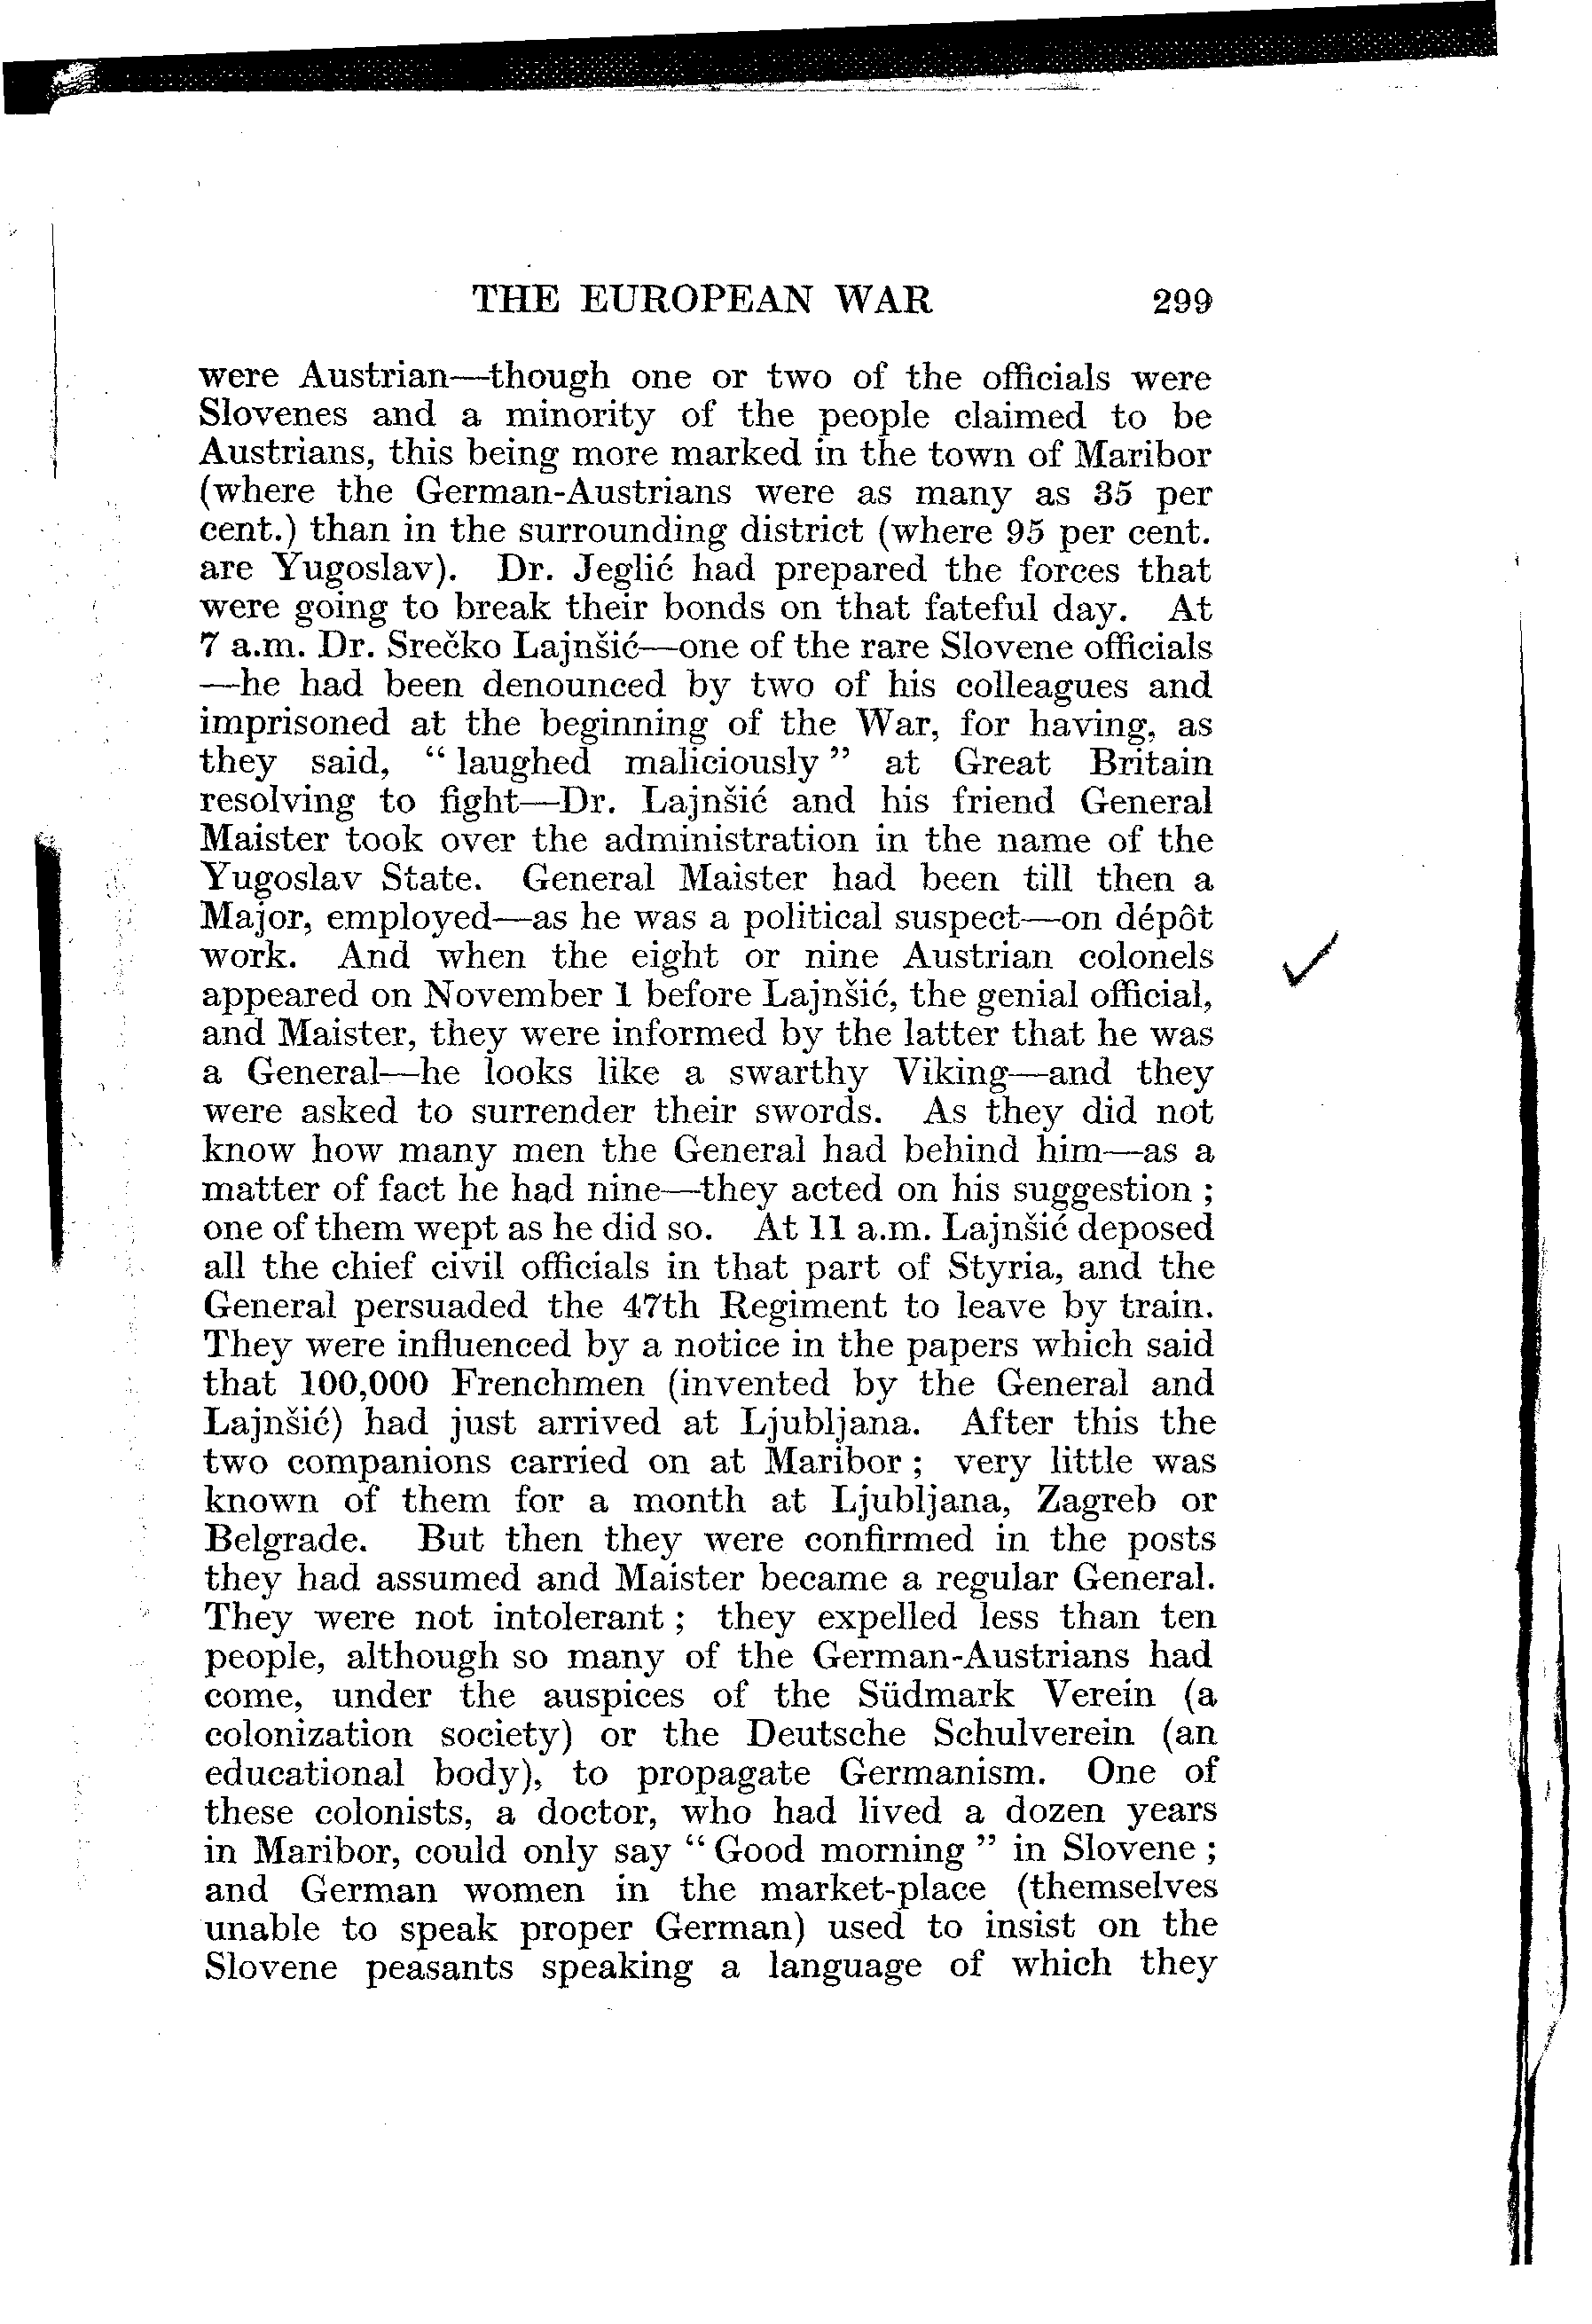 THE EUROPEAN WAR 299
were Austrian—though one or two of the officials were
Slovenes and a minority of the people claimed to be
Austrians, this being more marked in the town of Maribor
(where the German-Austrians were as many as 35 per
cent.) than in the surrounding district (where 95 per cent.
are Yugoslav). Dr. Jeglić had prepared the forces that
were going to break their bonds on that fateful day. At
7 a.m. Dr. Srečko Lajnšić—one of the rare Slovene officials
—he had been denounced by two of his colleagues and
imprisoned at the beginning of the War, for having, as
they said, “ laughed maliciously ” at Great Britain
resolving to fight—Dr. Lajnšić and his friend General
Maister took over the administration in the name of the
Yugoslav State. General Maister had been till then a
Major, employed—as he was a political suspect—on dépôt
work. And when the eight or nine Austrian colonels
appeared on November 1 before Lajnšić, the genial official,
and Maister, they were informed by the latter that he was
a General—he looks like a swarthy Viking—and they
were asked to surrender their swords. As they did not
know how many men the General had behind him—as a
matter of fact he had nine—they acted on his suggestion ;
one of them wept as he did so. At 11 a.m. Lajnšić deposed
all the chief civil officials in that part of Styria, and the
General persuaded the 47th Regiment to leave by train.
They were influenced by a notice in the papers which said
that 100,000 Frenchmen (invented by the General and
Lajnšić) had just arrived at Ljubljana. After this the
two companions carried on at Maribor ; very little was
known of them for a month at Ljubljana, Zagreb or
Belgrade. But then they were confirmed in the posts
they had assumed and Maister became a regular General.
They were not intolerant ; they expelled less than ten
people, although so many of the German-Austrians had
come, under the auspices of the Südmark Verein (a
colonization society) or the Deutsche Schulverein (an
educational body), to propagate Germanism. One of
these colonists, a doctor, who had lived a dozen years
in Maribor, could only say “ Good morning ” in Slovene ;
and German women in the market-place (themselves
unable to speak proper German) used to insist on the
Slovene peasants speaking a language of which they